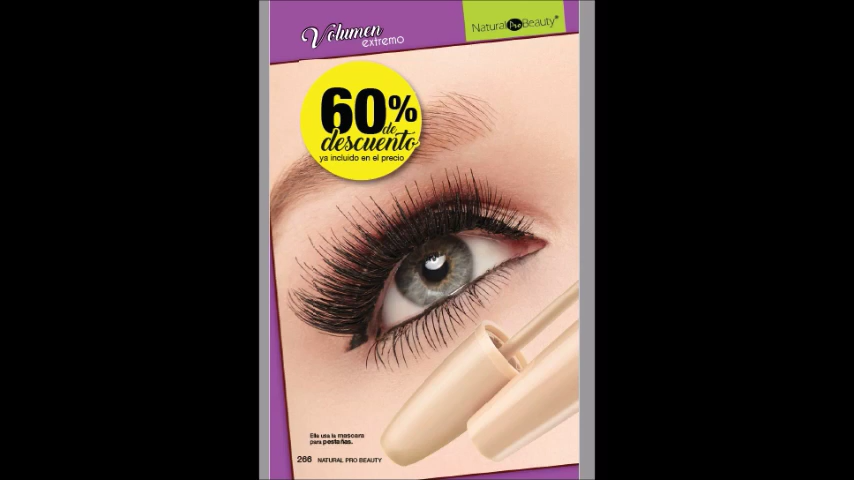 Volumen
extremo
Natural Pro Beauty®
60%
de
descuento
ya incluido en el precio
Ella usa la mascara
para pestañas.
266 NATURAL PRO BEAUTY